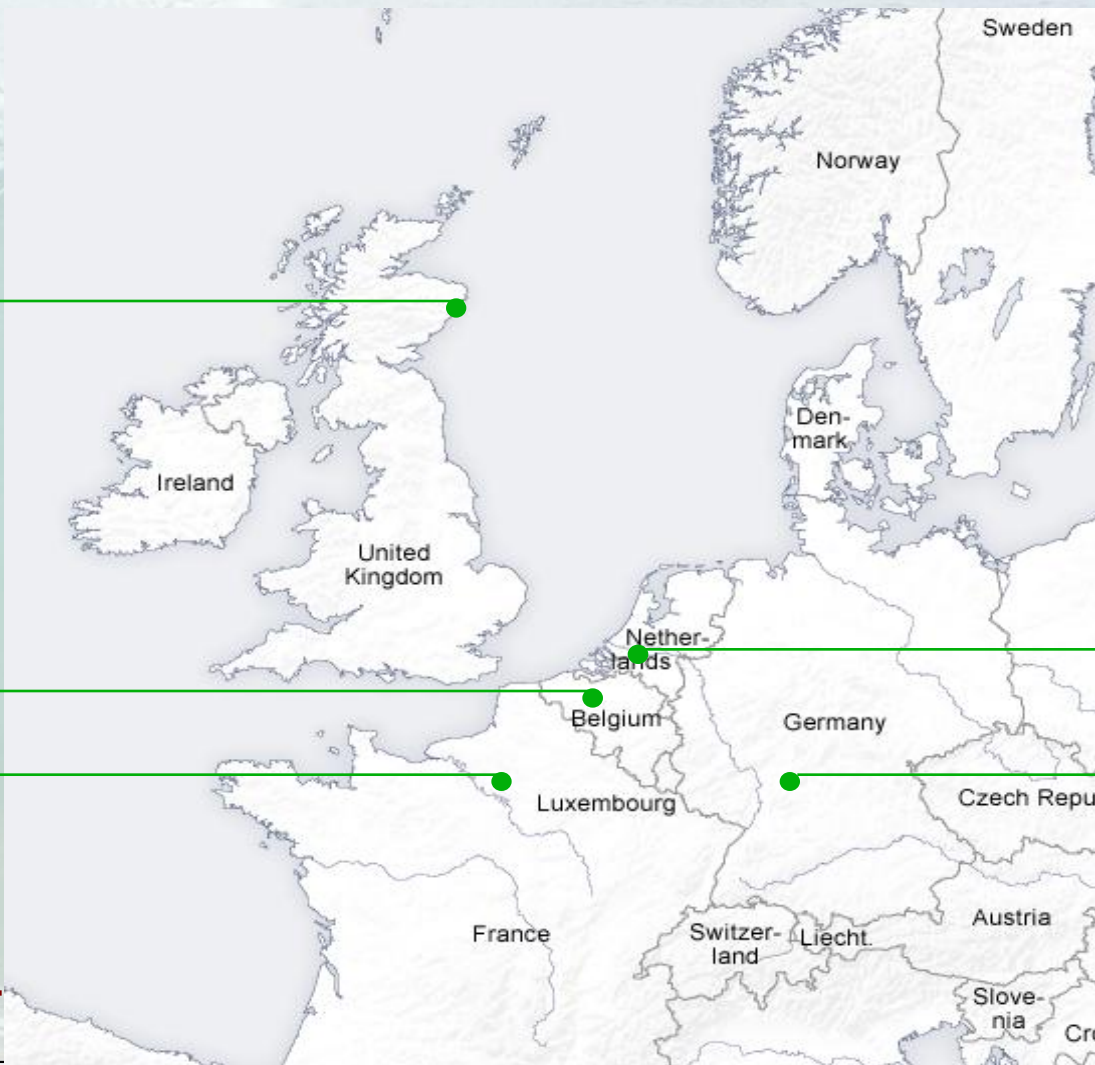 Sweden
Norway
Den-
mark
Ireland
United
Kingdom
Nether-
lands
Belgium
Germany
Luxembourg
Czech Repu
France
Switzer-
land
Liecht.
Austria
Slove-
nia
Cro